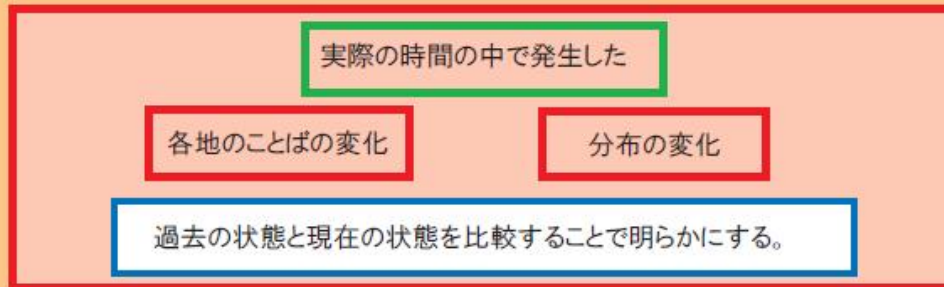 実際の時間の中で発生した
各地のことばの変化
分布の変化
過去の状態と現在の状態を比較することで明らかにする。